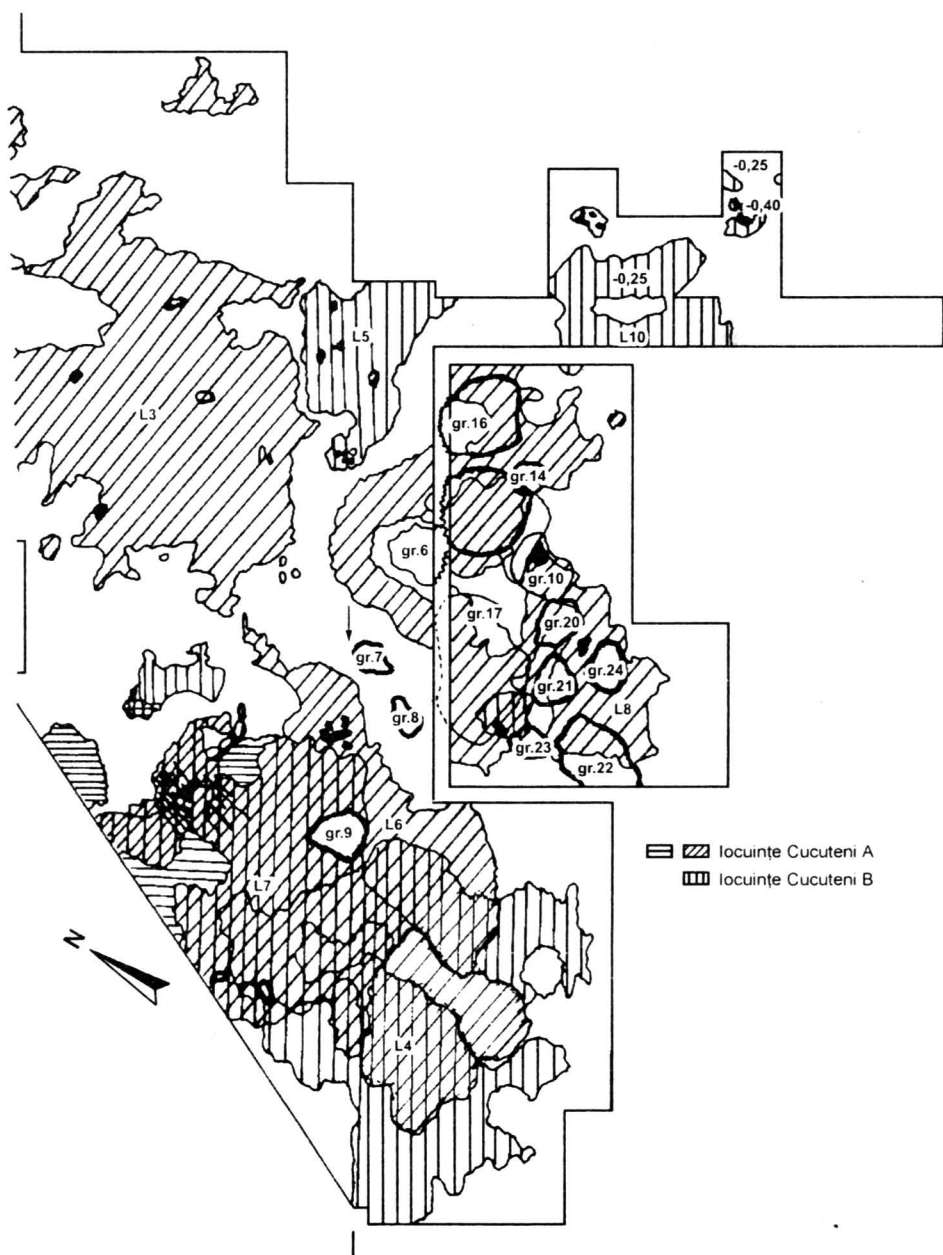 -0,25
-0,40
-0,25
L10
L5
L3
gr.16
gr.14
gr.6
gr.10
gr.17
gr.20
gr.7
gr.24
gr.21
L8
gr.8
gr.23
gr.22
gr.9
L6
L7
locuințe Cucuteni A
locuințe Cucuteni B
N
L4